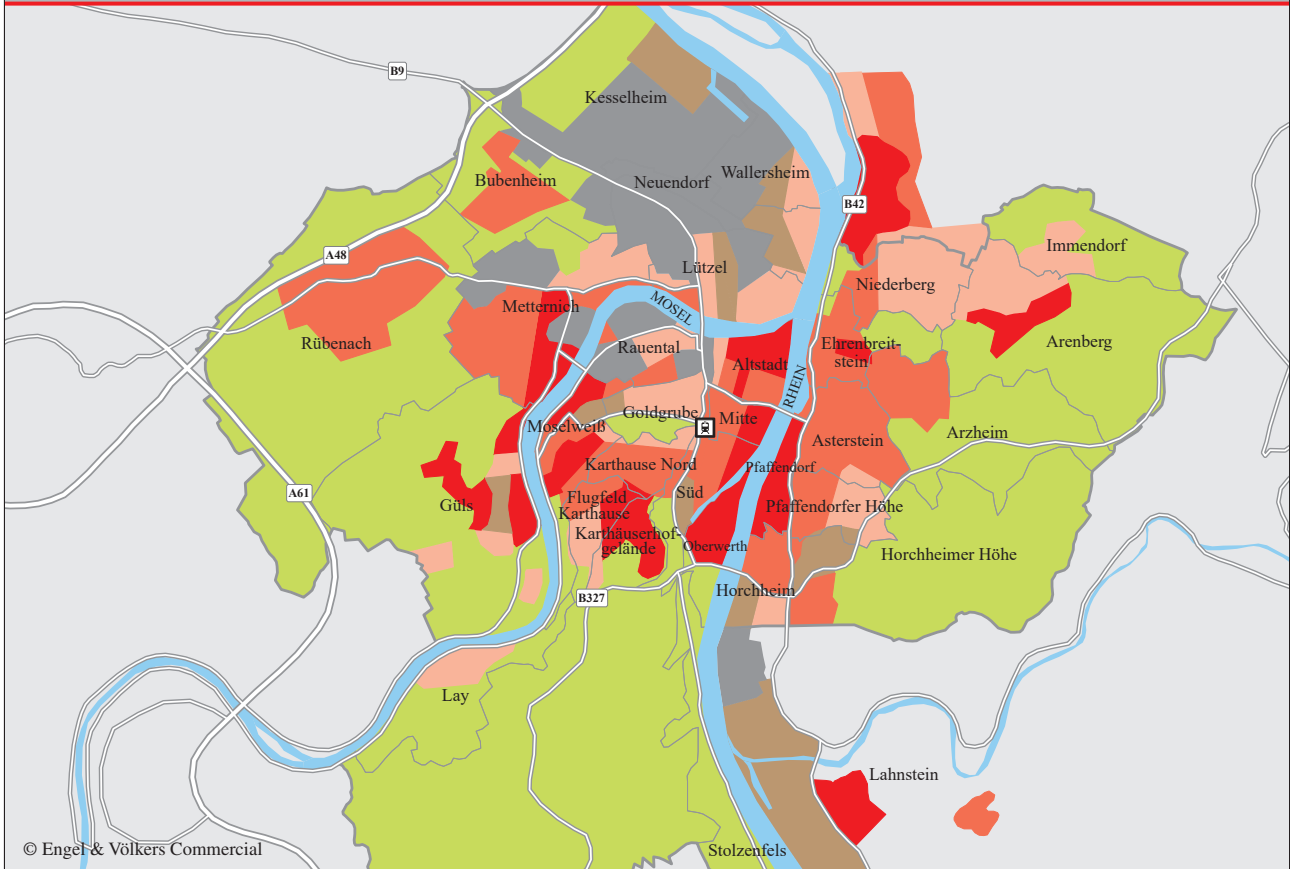 B9
Kesselheim
Wallersheim
Neuendorf
Bubenheim
B42
Immendorf
A48
Lützel
Niederberg
MOSEL
Metternich
Rübenach
Rauental
Ehrenbreit-
stein
Arenberg
Altstadt
RHEIN
Goldgrube
Mitte
Moselweiß
Asterstein
Arzheim
Karthause Nord
Pfaffendorf
A61
Güls
Flugfeld
Karthause
Süd
Pfaffendorfer Höhe
Karthäuserhof-
gelände
Oberwerth
Horchheimer Höhe
Horchheim
B327
Lay
Lahnstein
© Engel & Völkers Commercial
Stolzenfels